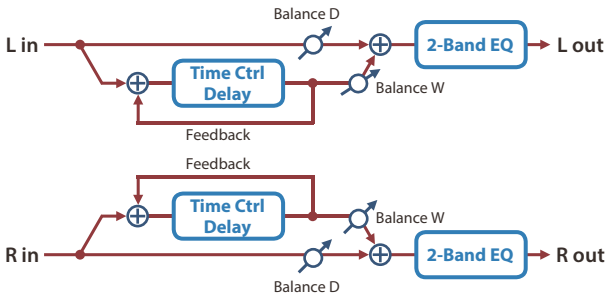 Balance D
L in
Time Ctrl
Delay
2-Band EQ
L out
Balance W
Feedback
Feedback
Time Ctrl
Delay
Balance W
R in
2-Band EQ
R out
Balance D